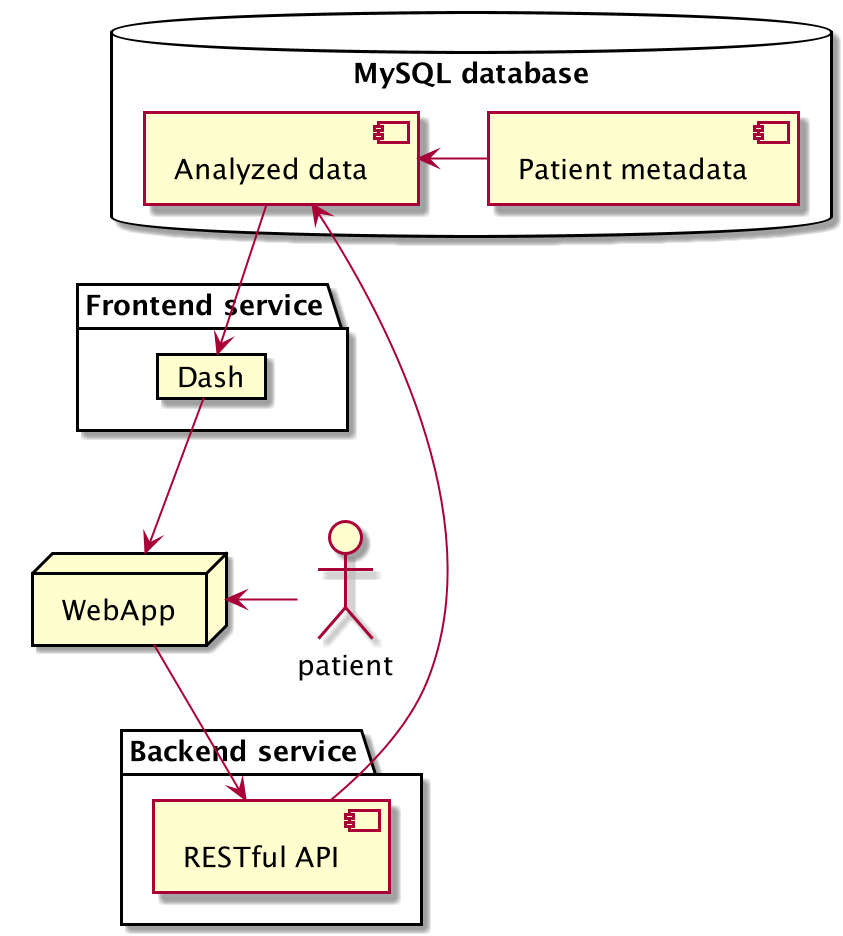 MySQL database
Analyzed data
Patient metadata
Frontend service
Dash
WebApp
patient
Backend service
RESTful API